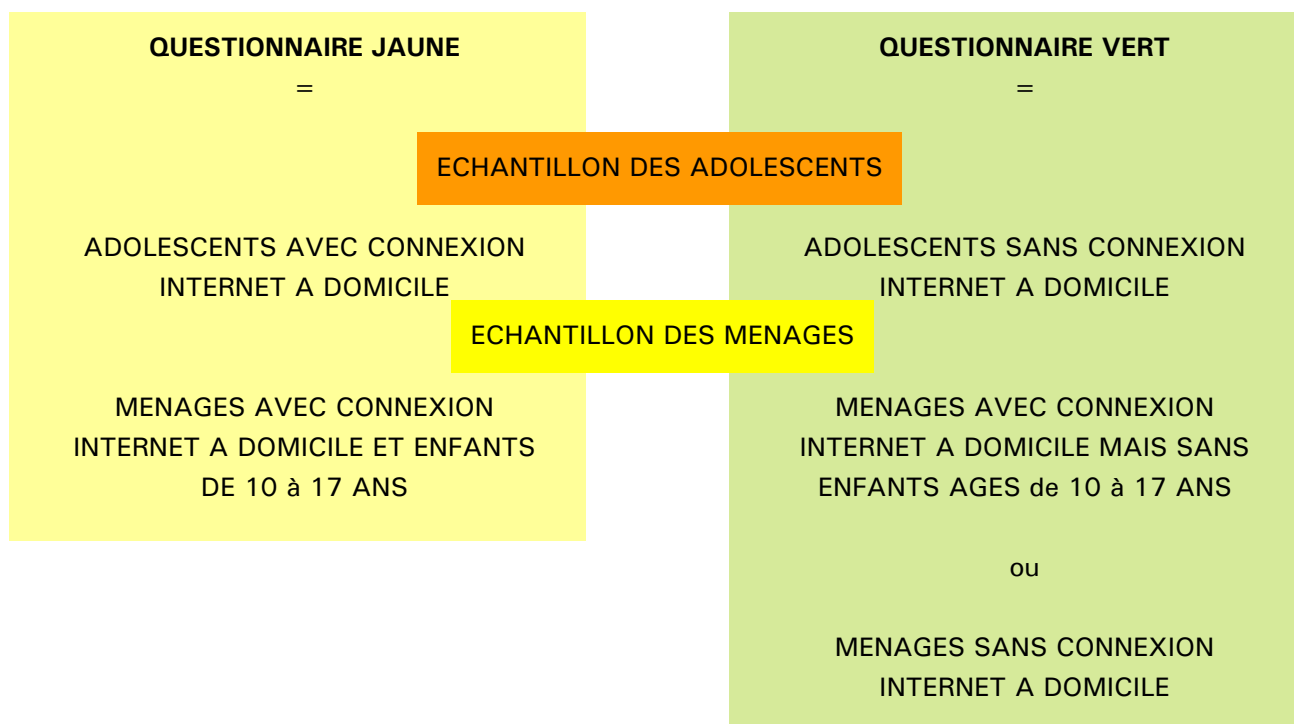 QUESTIONNAIRE JAUNE
=
QUESTIONNAIRE VERT
=
ECHANTILLON DES ADOLESCENTS
ADOLESCENTS AVEC CONNEXION
INTERNET A DOMICILE
ADOLESCENTS SANS CONNEXION
INTERNET A DOMICILE
ECHANTILLON DES MENAGES
MENAGES AVEC CONNEXION
INTERNET A DOMICILE ET ENFANTS
DE 10 à 17 ANS
MENAGES AVEC CONNEXION
INTERNET A DOMICILE MAIS SANS
ENFANTS AGES de 10 à 17 ANS
ou
MENAGES SANS CONNEXION
INTERNET A DOMICILE